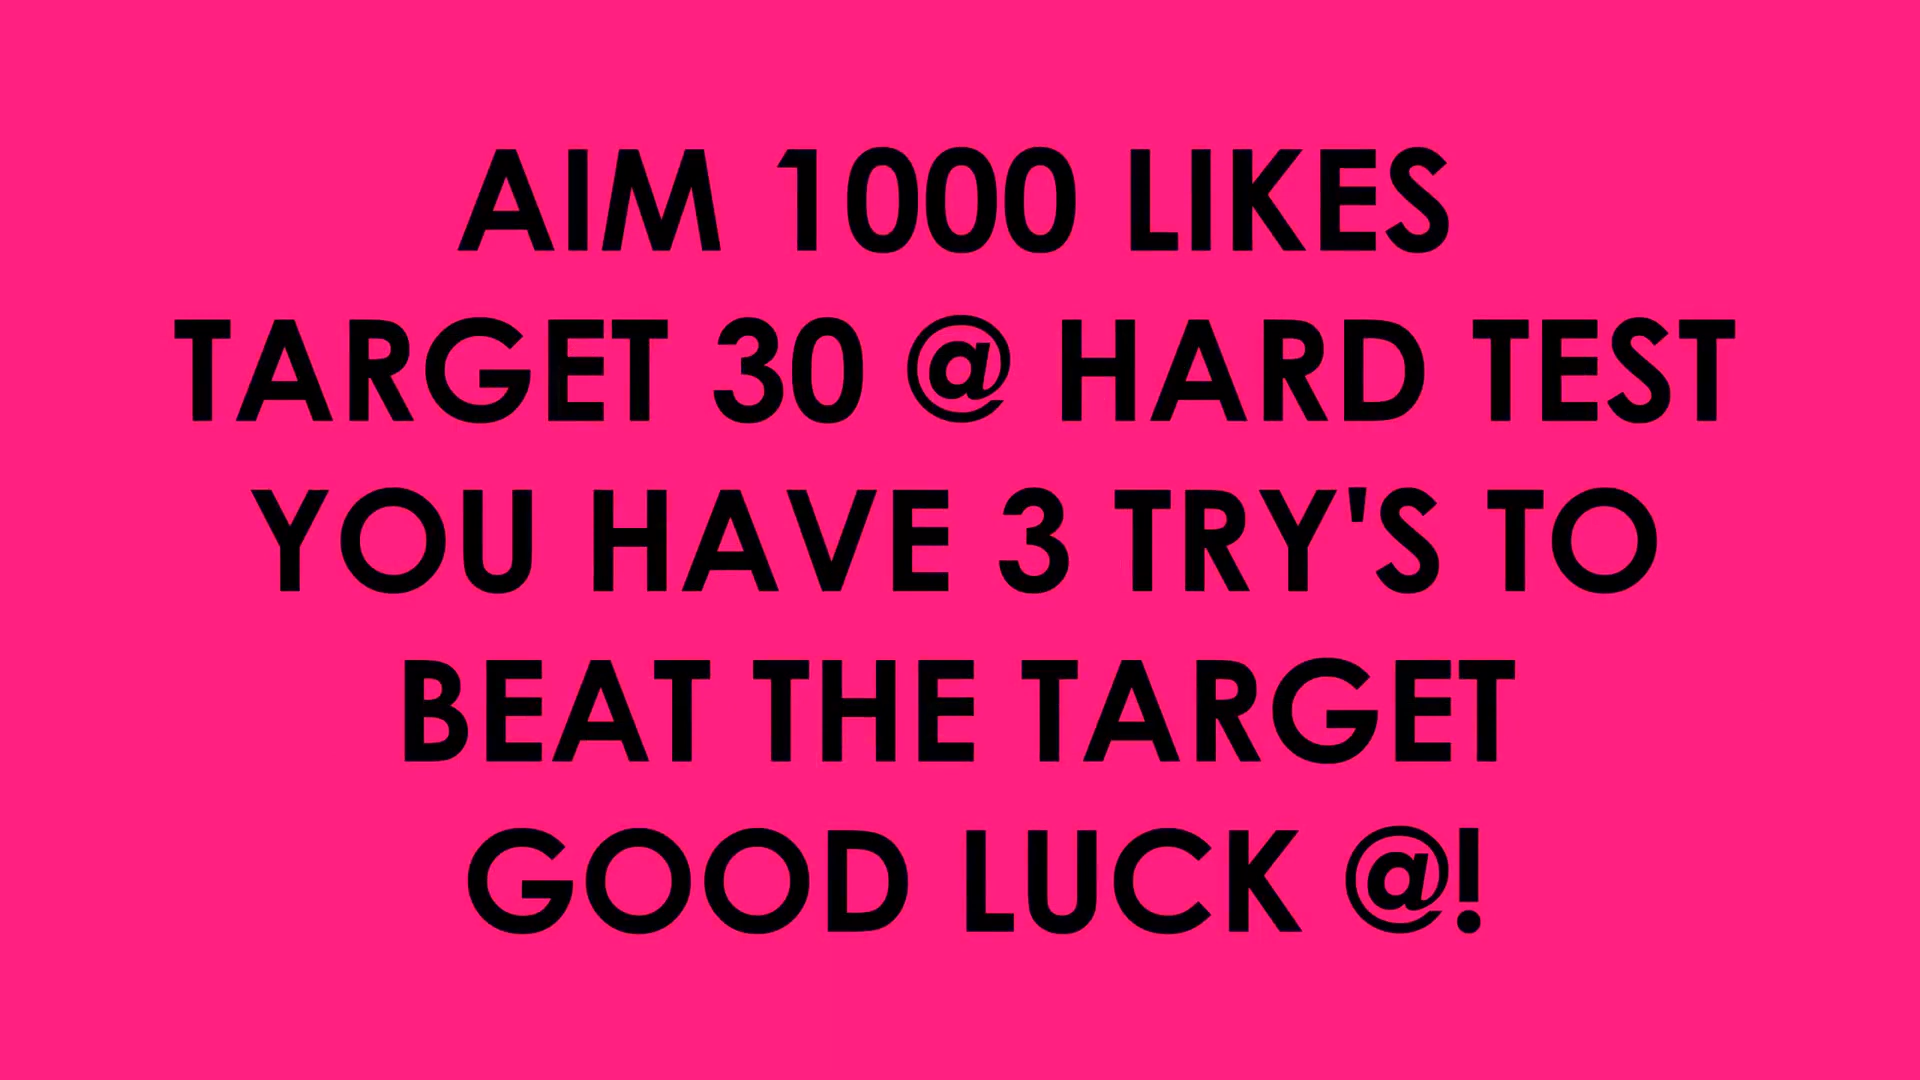 AIM 1000 LIKES
TARGET 30 @ HARD TEST
YOU HAVE 3 TRY'S TO
BEAT THE TARGET
GOOD LUCK @!